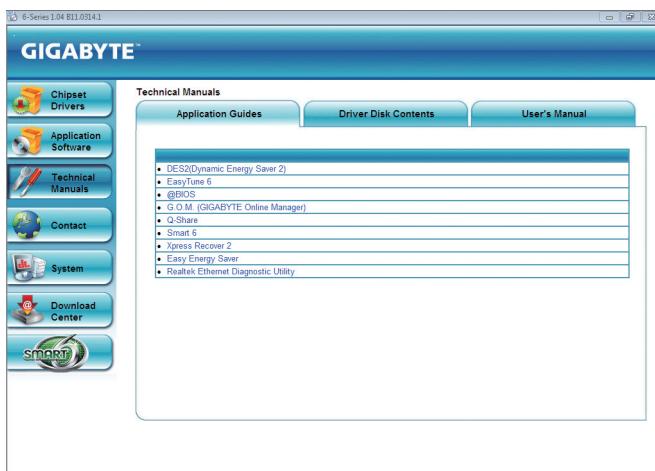 6-Series 1.04 B11.0314.1
GIGABYTE™
Chipset
Drivers
Application
Software
Technical
Manuals
Contact
System
Download
Center
SMART6
Technical Manuals
Application Guides
Driver Disk Contents
User's Manual
• DES2(Dynamic Energy Saver 2)
• EasyTune 6
• @BIOS
• G.O.M. (GIGABYTE Online Manager)
• Q-Share
• Smart 6
• Xpress Recover 2
• Easy Energy Saver
• Realtek Ethernet Diagnostic Utility